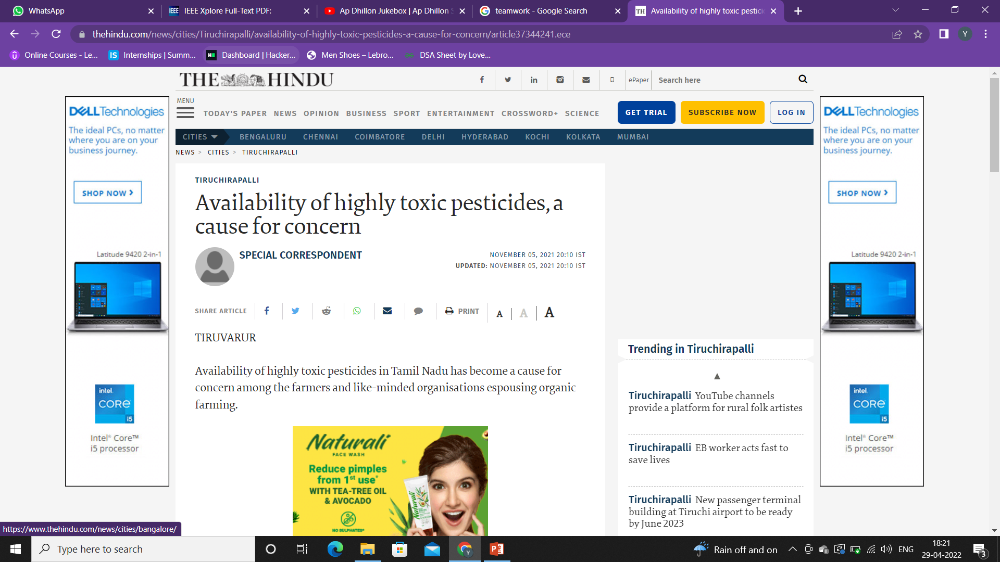 WhatsApp
IEEE Xplore Full-Text PDF:
Ap Dhillon Jukebox | Ap Dhillon S
teamwork - Google Search
TH Availability of highly toxic pestici
thehindu.com/news/cities/Tiruchirapalli/availability-of-highly-toxic-pesticides-a-cause-for-concern/article37344241.ece
Y
Online Courses - Le...
IS Internships | Summ...
Dashboard | Hacker...
Men Shoes – Lebro...
DSA Sheet by Love...
THE HINDU
ePaper
Search here
MENU
TODAY'S PAPER NEWS OPINION BUSINESS SPORT ENTERTAINMENT CROSSWORD+ SCIENCE
GET TRIAL
SUBSCRIBE NOW
LOG IN
CITIES BENGALURU CHENNAI COIMBATORE DELHI HYDERABAD KOCHI KOLKATA MUMBAI
NEWS > CITIES > TIRUCHIRAPALLI
DELL Technologies
The ideal PCs, no matter
where you are on your
business journey.
SHOP NOW >
Latitude 9420 2-in-1
intel.
CORE
i5
Intel® Core™
i5 processor
TIRUCHIRAPALLI
Availability of highly toxic pesticides, a
cause for concern
SPECIAL CORRESPONDENT
NOVEMBER 05, 2021 20:10 IST
UPDATED: NOVEMBER 05, 2021 20:10 IST
SHARE ARTICLE
PRINT
A A A
TIRUVARUR
Availability of highly toxic pesticides in Tamil Nadu has become a cause for
concern among the farmers and like-minded organisations espousing organic
farming.
Naturali
FACE WASH
Reduce pimples
from 1st use*
WITH TEA-TREE OIL
& AVOCADO
NO SULPHATES*
Naturali
Trending in Tiruchirapalli
Tiruchirapalli YouTube channels
provide a platform for rural folk artistes
Tiruchirapalli EB worker acts fast to
save lives
Tiruchirapalli New passenger terminal
building at Tiruchi airport to be ready
by June 2023
DELL Technologies
The ideal PCs, no matter
where you are on your
business journey.
SHOP NOW >
Latitude 9420 2-in-1
intel.
CORE
i5
Intel® Core™
i5 processor
https://www.thehindu.com/news/cities/bangalore/
Type here to search
Rain off and on
ENG
18:21
29-04-2022
3